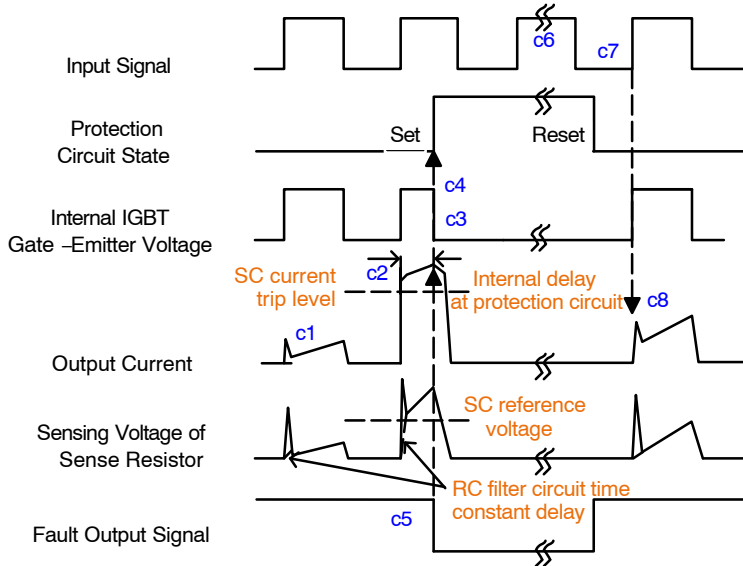 c6
c7
Input Signal
Protection
Circuit State
Set
Reset
c4
c3
Internal IGBT
Gate –Emitter Voltage
c2
SC current
trip level
Internal delay
at protection circuit
c8
c1
Output Current
SC reference
voltage
Sensing Voltage of
Sense Resistor
RC filter circuit time
constant delay
c5
Fault Output Signal